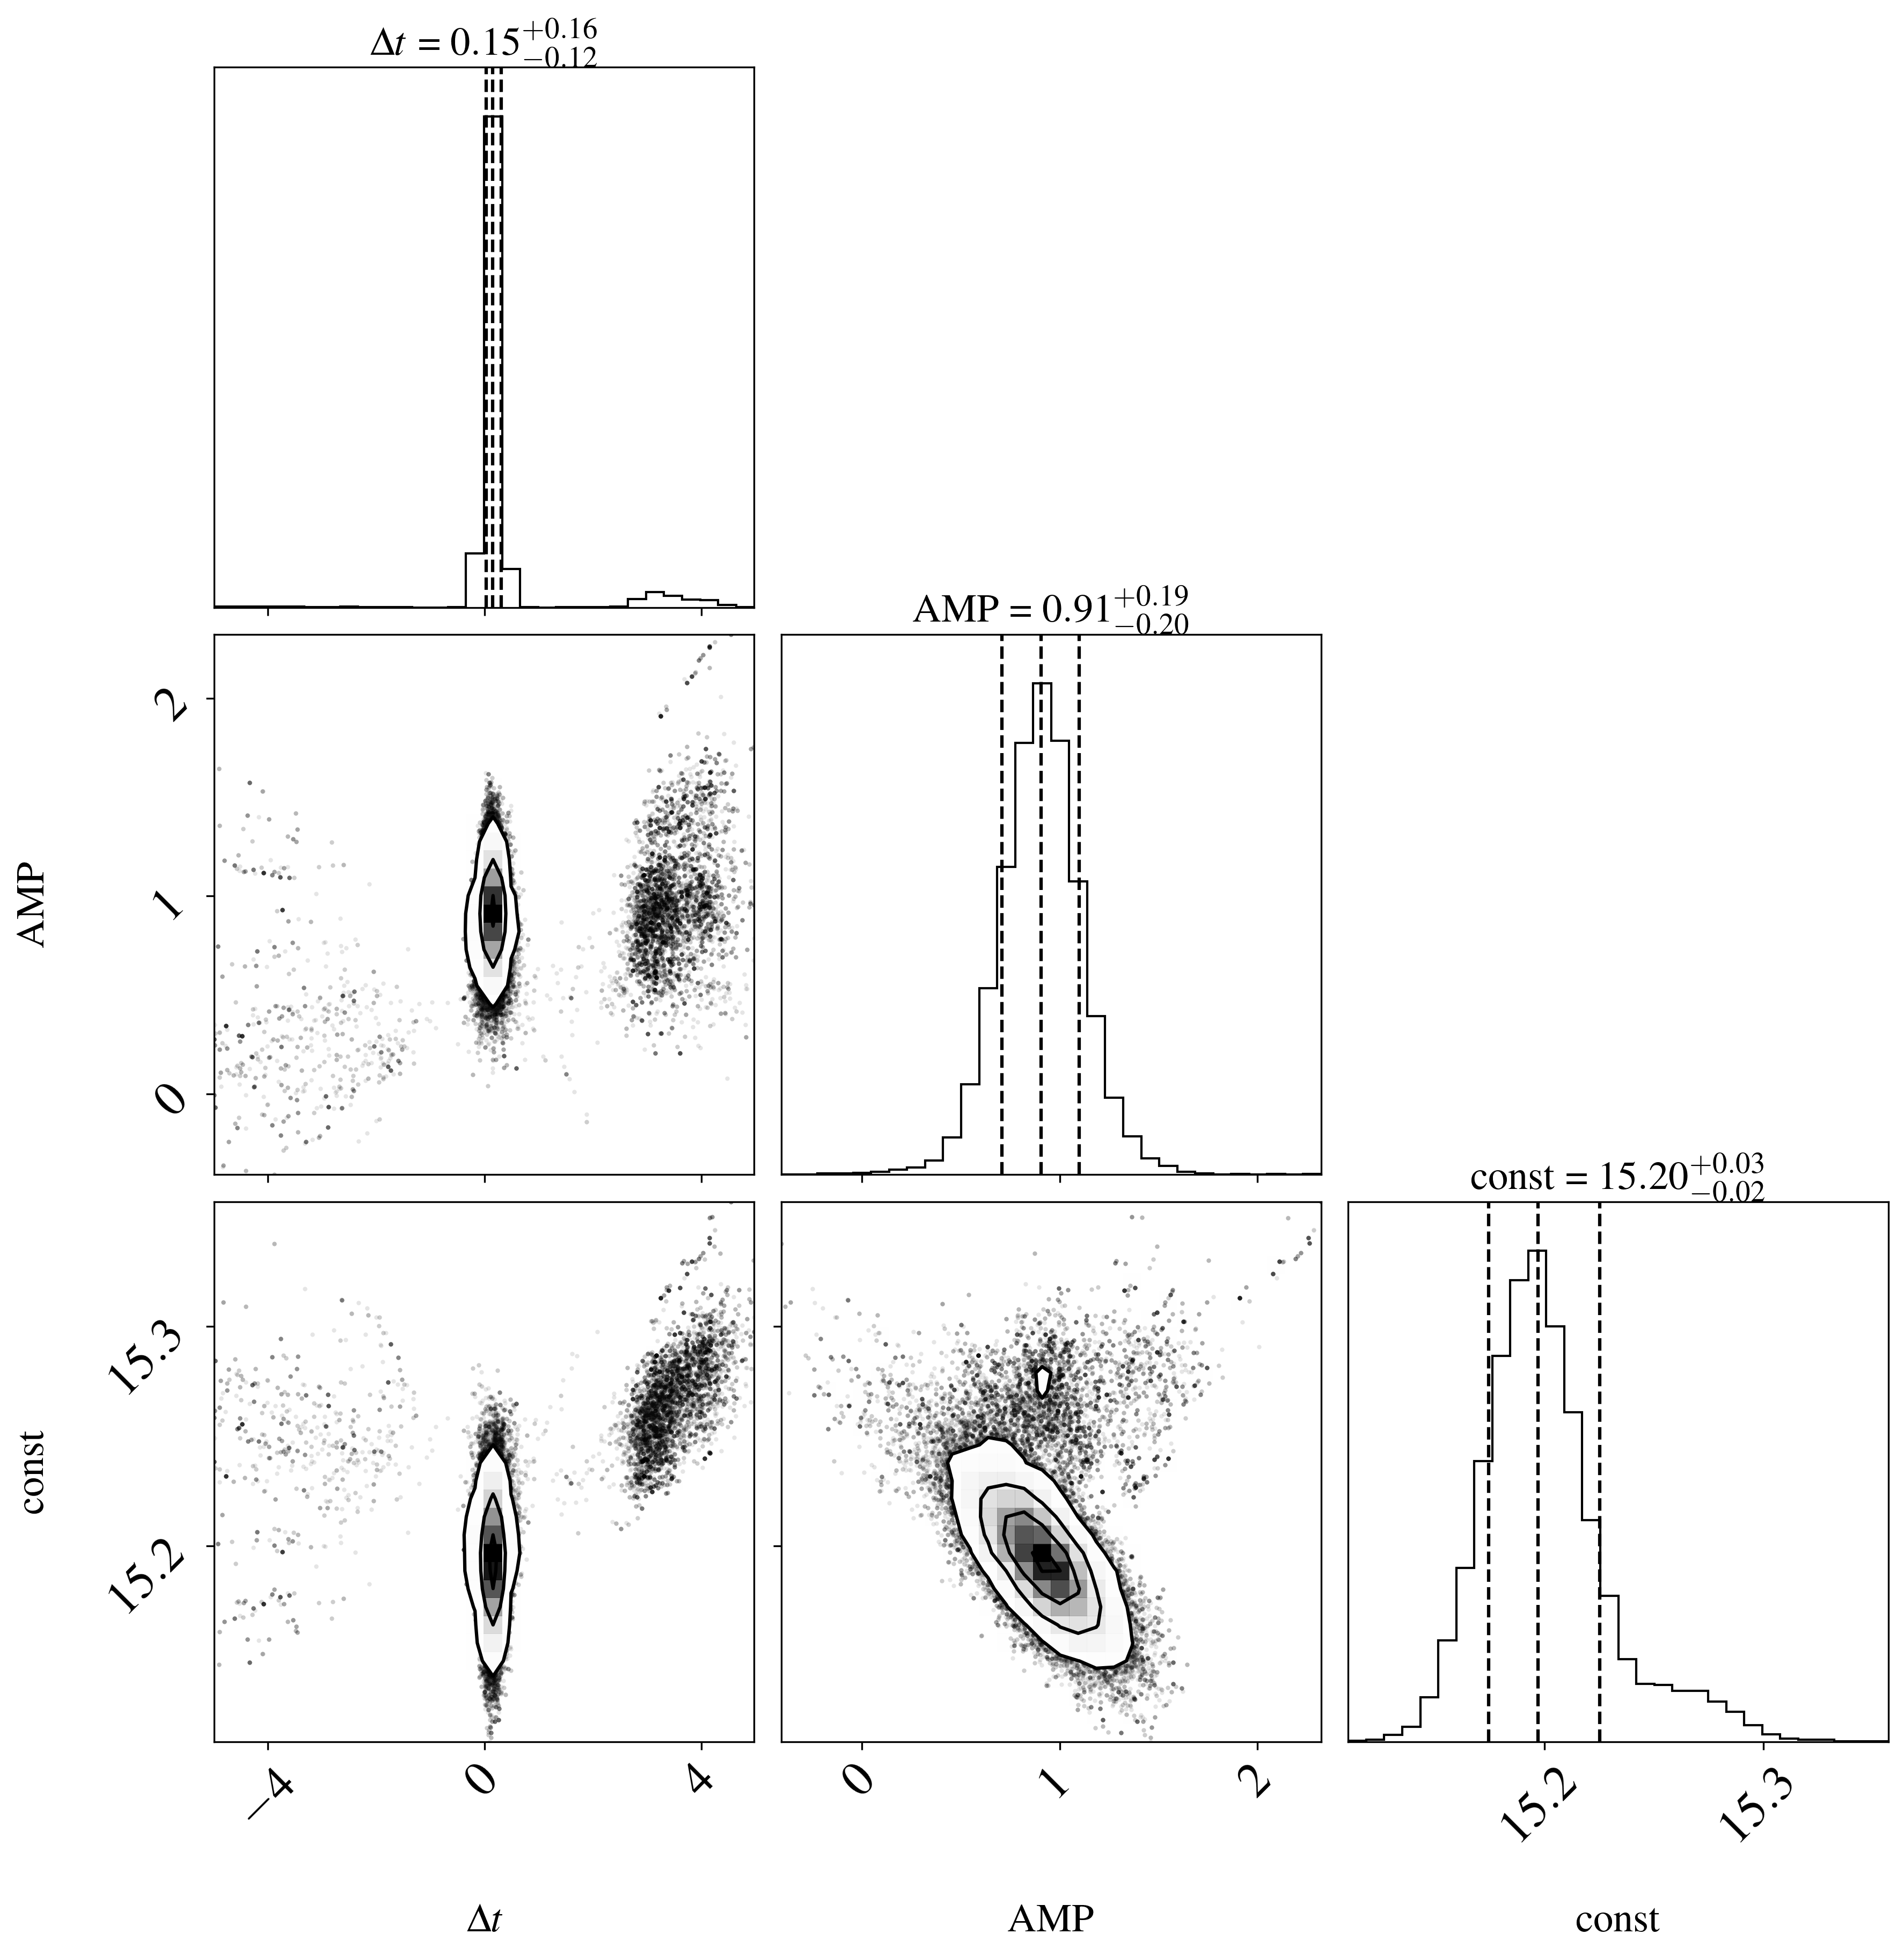 Δt = 0.15+0.16−0.12
AMP = 0.91+0.19−0.20
2
1
0
AMP
const = 15.20+0.03−0.02
15.3
15.2
const
−4 0 4
0 1 2
15.2 15.3
Δt
AMP
const